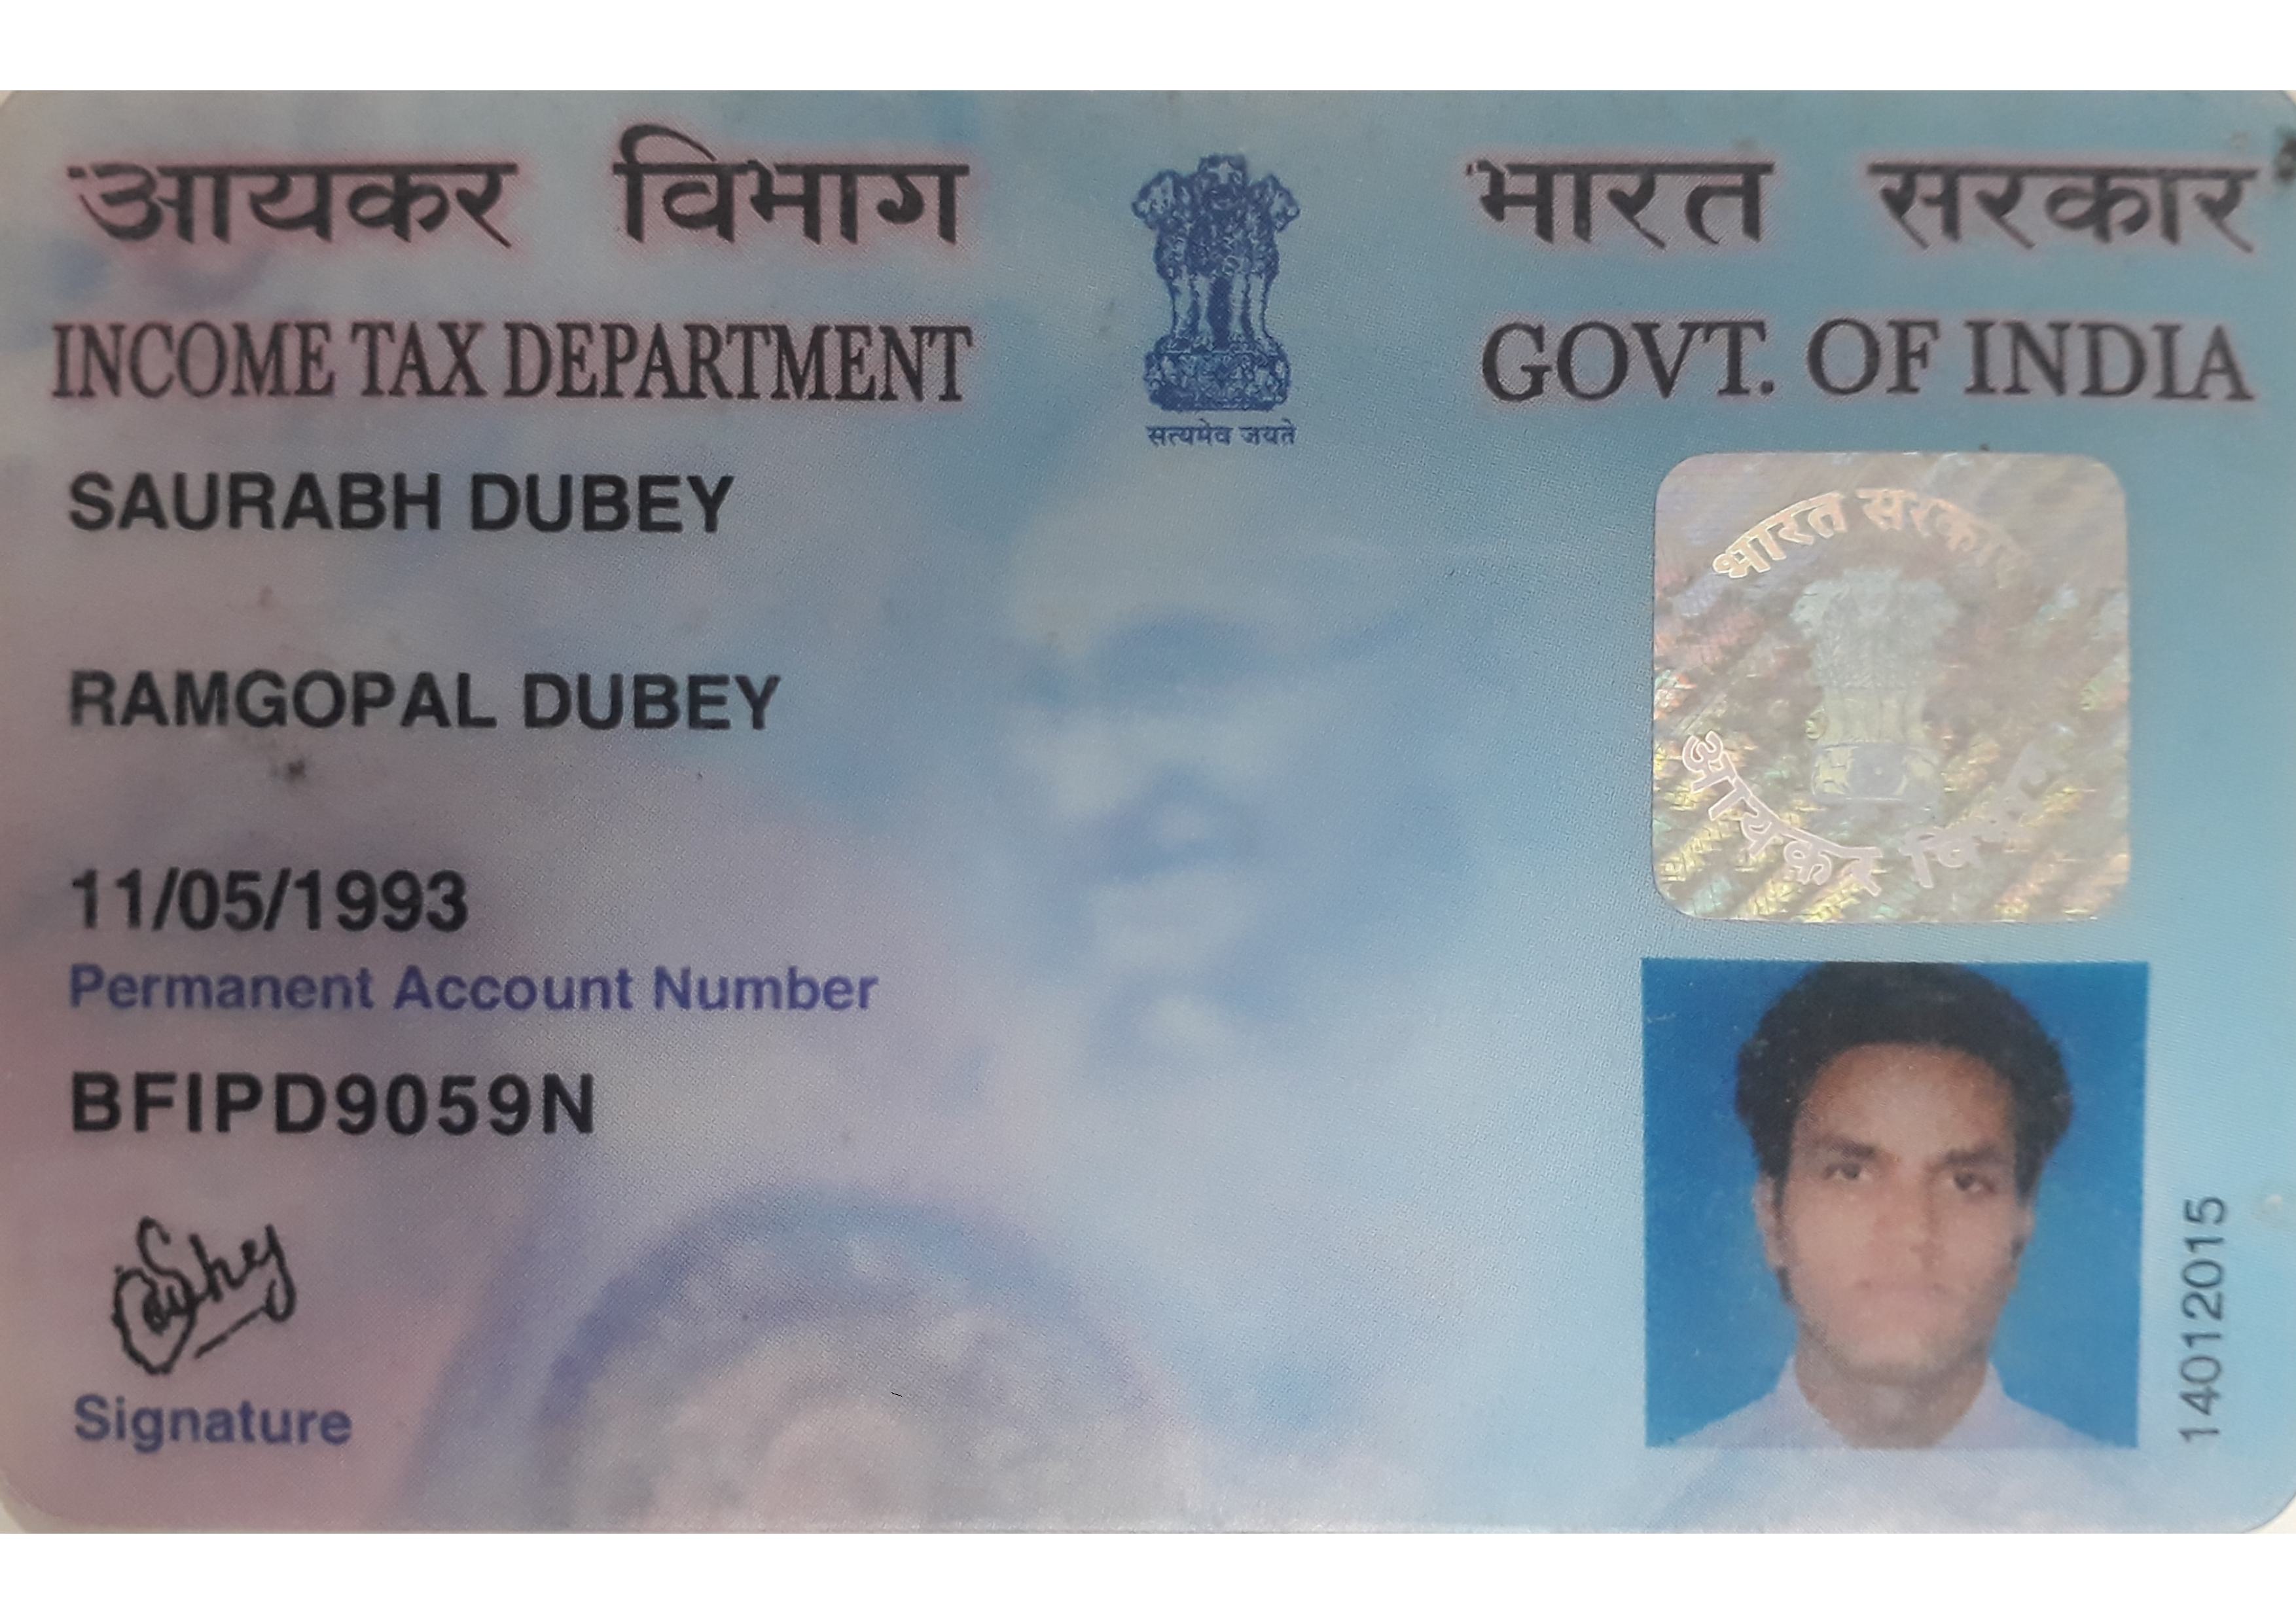 आयकर विभाग
INCOME TAX DEPARTMENT
सत्यमेव जयते
भारत सरकार
GOVT. OF INDIA
SAURABH DUBEY
RAMGOPAL DUBEY
11/05/1993
Permanent Account Number
BFIPD9059N
Signature
भारत सरकार
आयकर विभाग
14012015